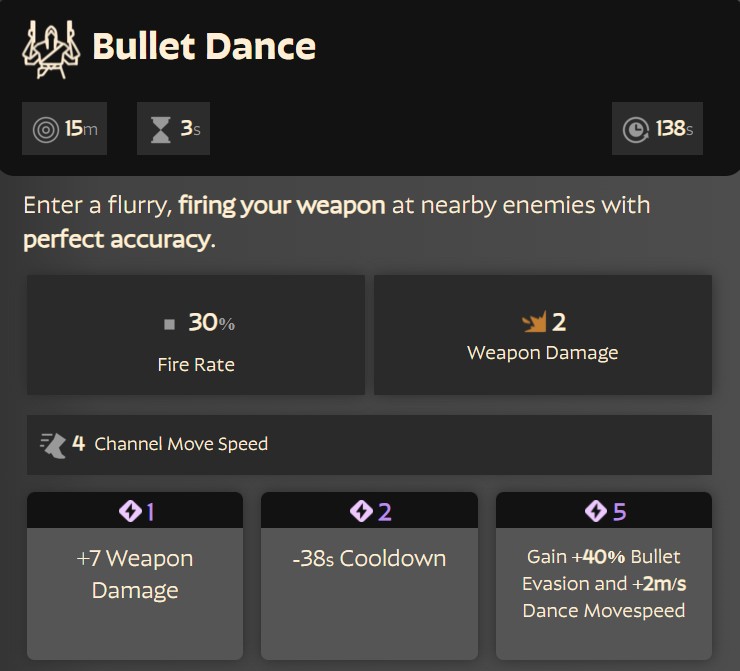 Bullet Dance
15m
3s
138s
Enter a flurry, firing your weapon at nearby enemies with
perfect accuracy.
30%
Fire Rate
2
Weapon Damage
4 Channel Move Speed
1
+7 Weapon
Damage
2
-38s Cooldown
5
Gain +40% Bullet
Evasion and +2m/s
Dance Movespeed